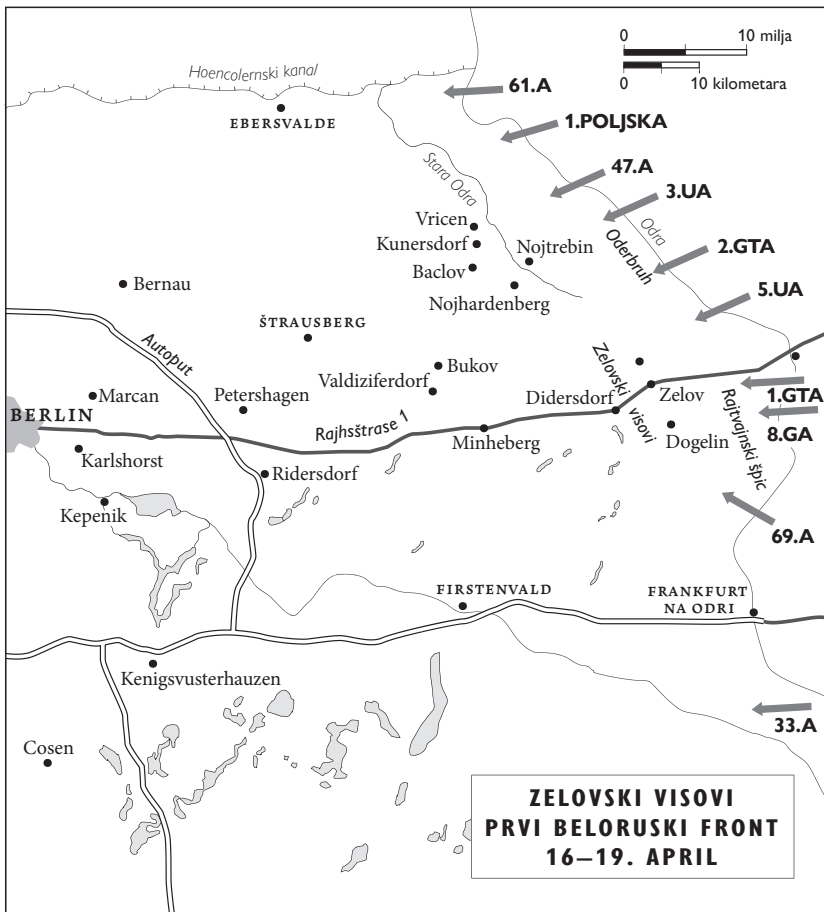 0 10 milja
0 10 kilometara
Hoencolernski kanal
61.A
EBERSVALDE
1.POLJSKA
Stara Odra
47.A
3.UA
Vricen
Kunersdorf
Nojtrebin
Odra
Oderbruh
2.GTA
Baclov
Bernau
Nojhardenberg
5.UA
ŠTRAUSBERG
Autoput
Bukov
Zelovski visovi
Valdiziferdorf
Didersdorf
Zelov
1.GTA
Marcan
Petershagen
BERLIN
Rajhsštrase 1
Minheberg
Dogelin
Rajtvajnski špic
8.GA
Karlshorst
Ridersdorf
Kepenik
69.A
FIRSTENVALD
FRANKFURT
NA ODRI
Kenigsvusterhauzen
33.A
Cosen
ZELOVSKI VISOVI
PRVI BELORUSKI FRONT
16–19. APRIL